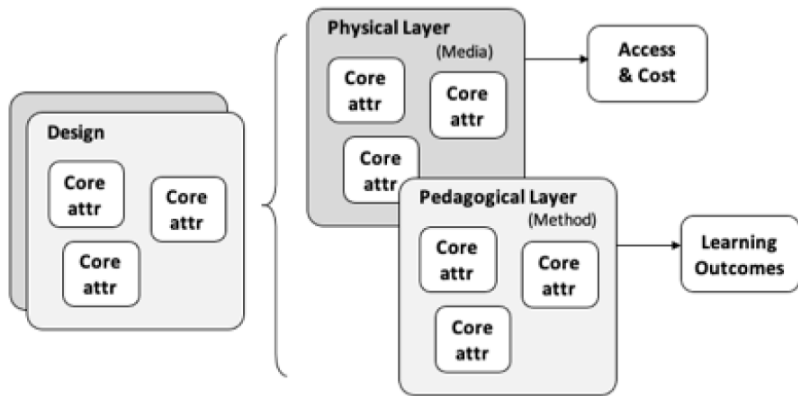 Design
Core
attr
Core
attr
Core
attr
Physical Layer
(Media)
Core
attr
Core
attr
Core
attr
Pedagogical Layer
(Method)
Core
attr
Core
attr
Core
attr
Access
& Cost
Learning
Outcomes